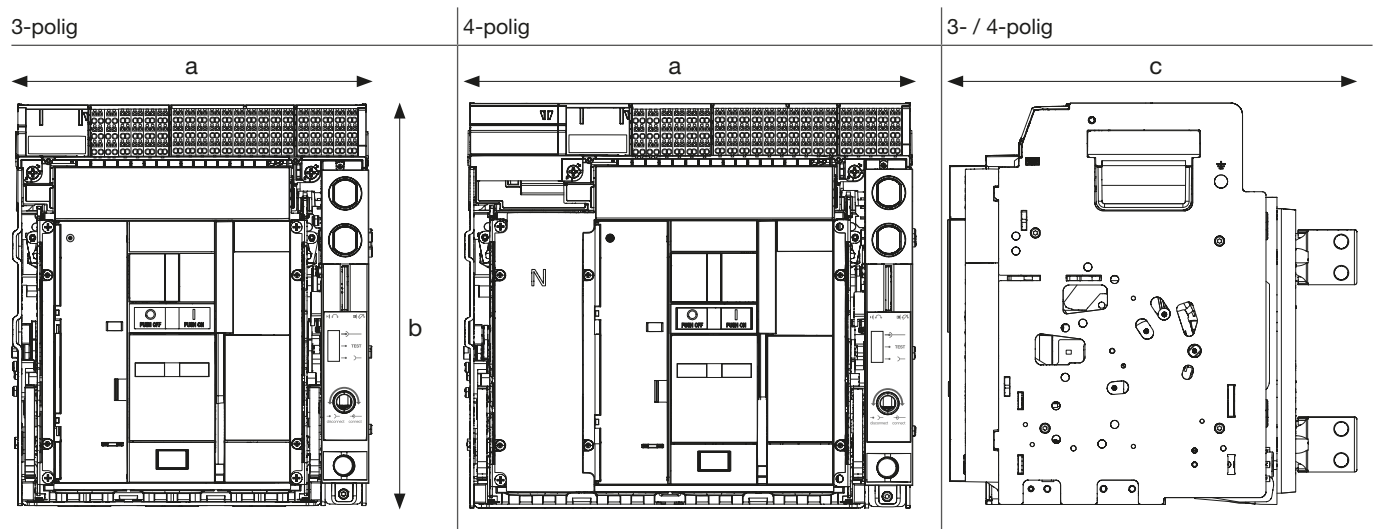 3-polig
4-polig
3- / 4-polig
a
a
c
b
PUSH OFF
PUSH ON
TEST
disconnect connect
N
PUSH OFF
PUSH ON
TEST
disconnect connect